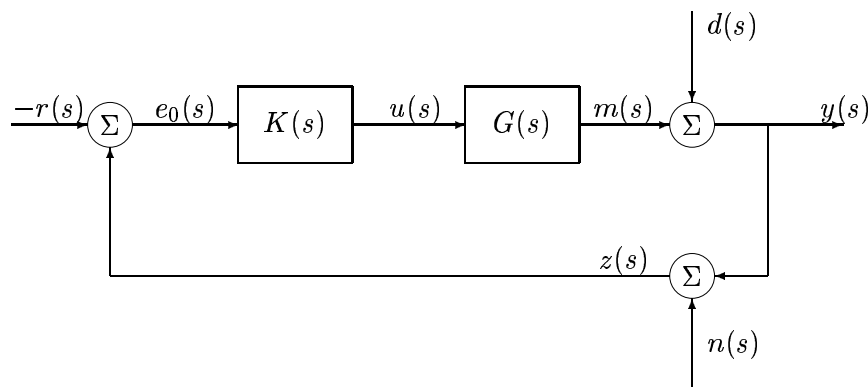 d(s)
−r(s) Σ e₀(s) K(s) u(s) G(s) m(s) Σ y(s)
z(s) Σ
n(s)